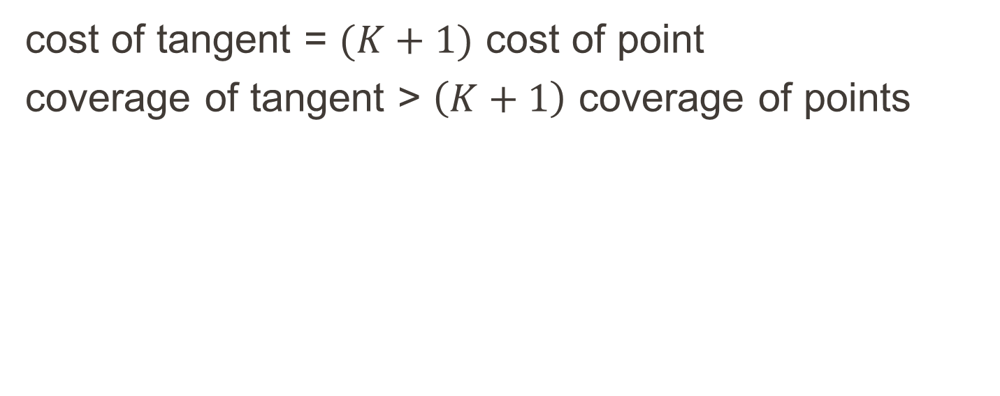 cost of tangent = (K + 1) cost of point
coverage of tangent > (K + 1) coverage of points